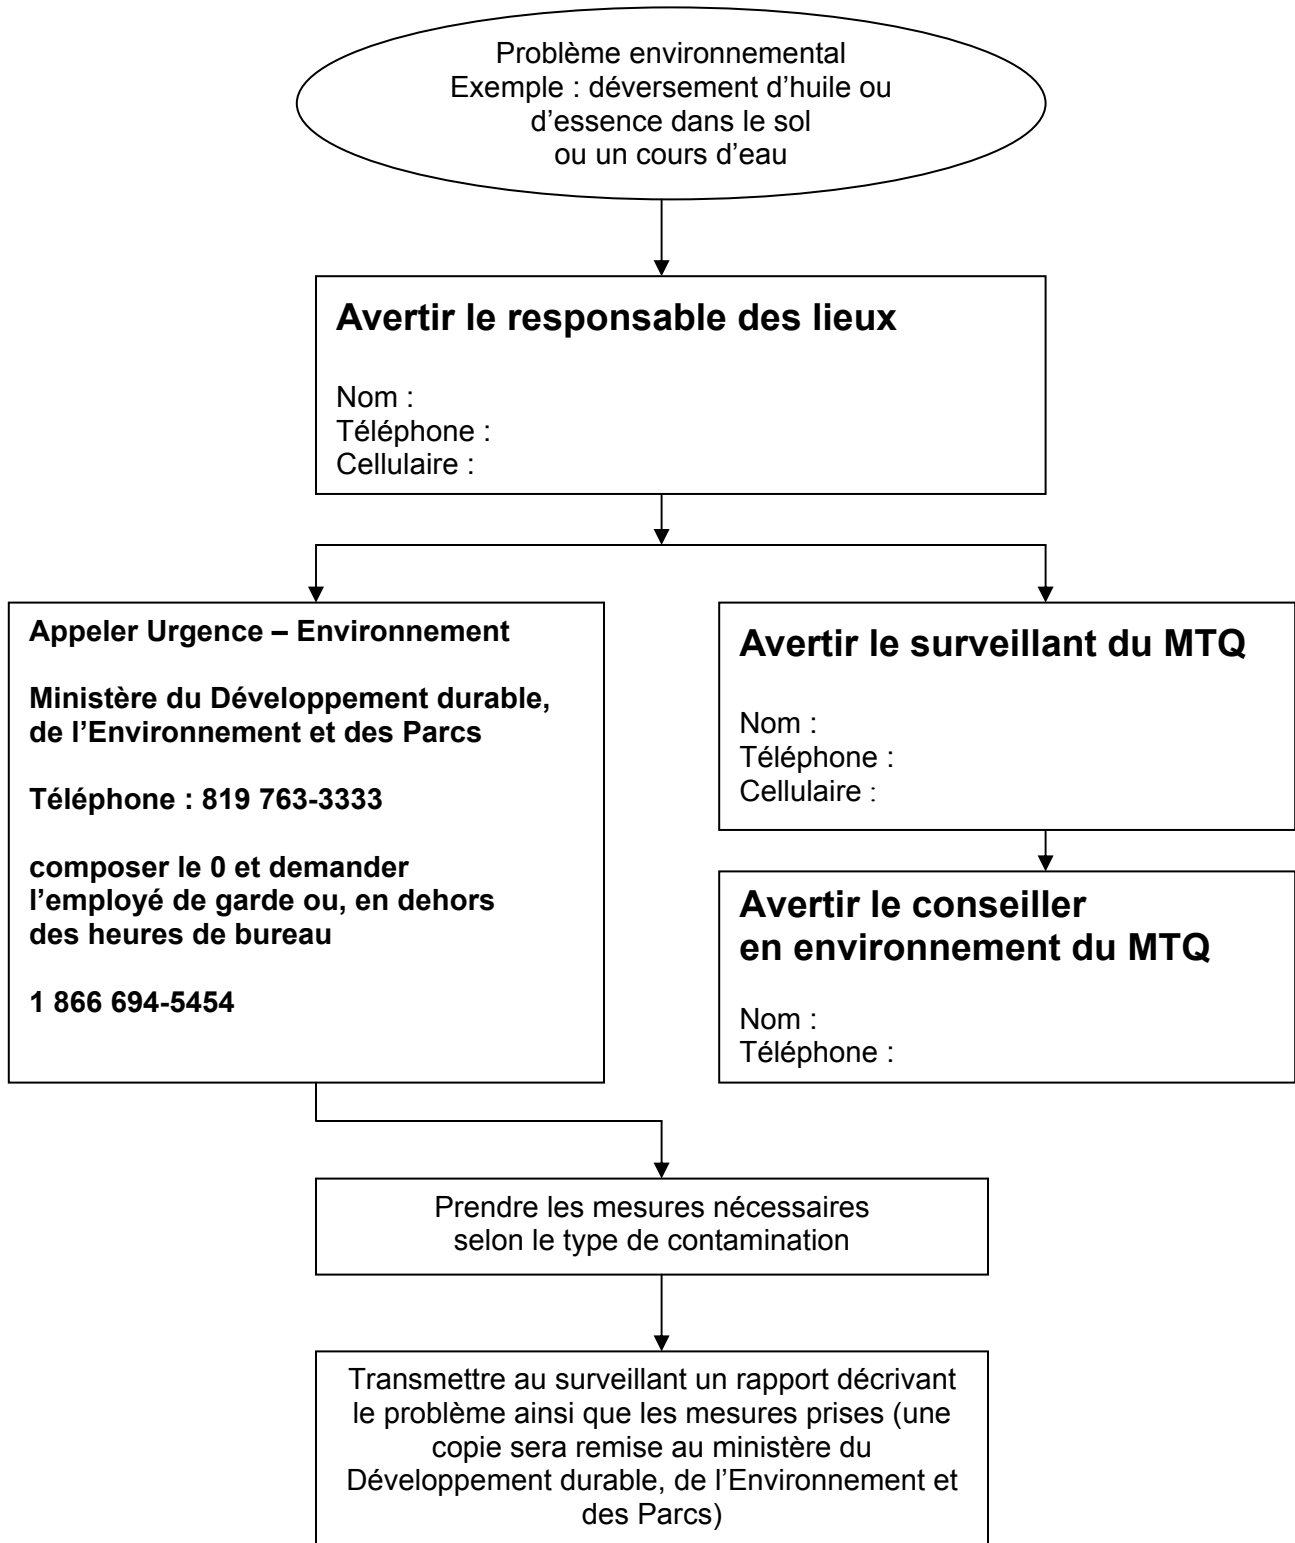 Problème environnemental
Exemple : déversement d’huile ou
d’essence dans le sol
ou un cours d’eau
Avertir le responsable des lieux
Nom :
Téléphone :
Cellulaire :
Appeler Urgence – Environnement
Ministère du Développement durable,
de l’Environnement et des Parcs
Téléphone : 819 763-3333
composer le 0 et demander
l’employé de garde ou, en dehors
des heures de bureau
1 866 694-5454
Avertir le surveillant du MTQ
Nom :
Téléphone :
Cellulaire :
Avertir le conseiller
en environnement du MTQ
Nom :
Téléphone :
Prendre les mesures nécessaires
selon le type de contamination
Transmettre au surveillant un rapport décrivant
le problème ainsi que les mesures prises (une
copie sera remise au ministère du
Développement durable, de l’Environnement et
des Parcs)